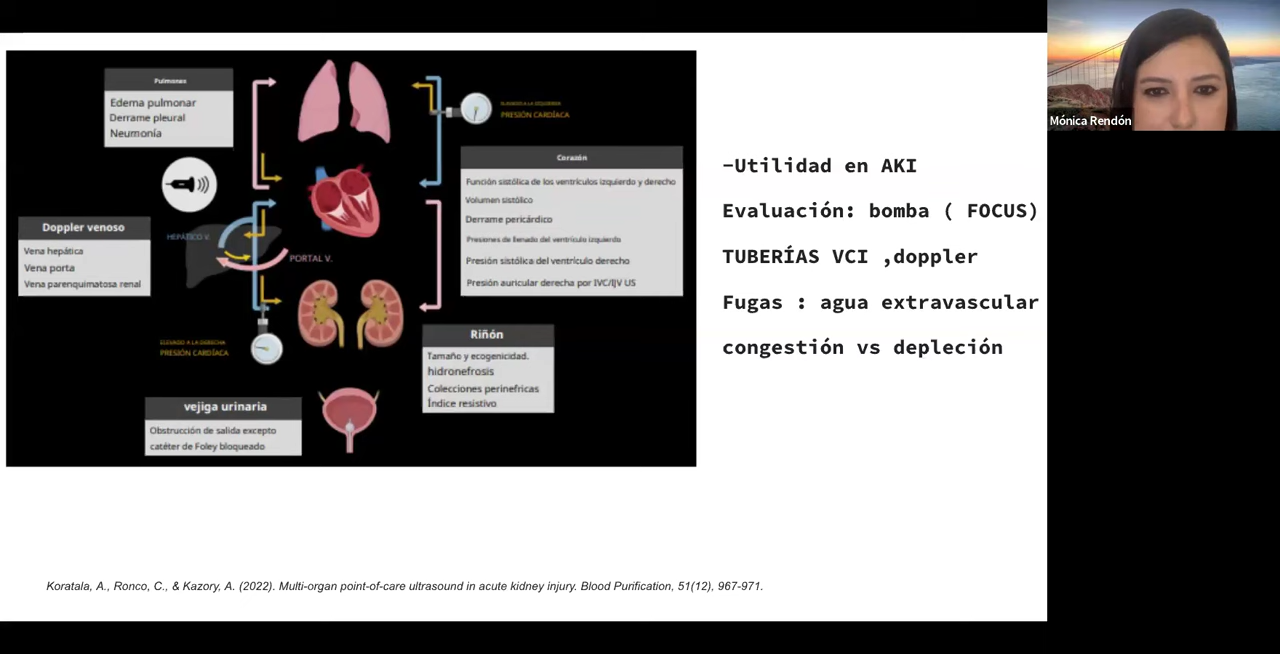 Pulmones
Edema pulmonar
Derrame pleural
Neumonía
ELEVADO A LA IZQUIERDA
PRESIÓN CARDÍACA
Corazón
Función sistólica de los ventrículos izquierdo y derecho
Volumen sistólico
Derrame pericárdico
Presiones de llenado del ventrículo izquierdo
Presión sistólica del ventrículo derecho
Presión auricular derecha por IVC/IJV US
Doppler venoso
Vena hepática
Vena porta
Vena parenquimatosa renal
HEPÁTICO V.
PORTAL V.
ELEVADO A LA DERECHA
PRESIÓN CARDÍACA
Riñón
Tamaño y ecogenicidad.
hidronefrosis
Colecciones perinefricas
Índice resistivo
vejiga urinaria
Obstrucción de salida excepto
catéter de Foley bloqueado
-Utilidad en AKI
Evaluación: bomba ( FOCUS)
TUBERÍAS VCI ,doppler
Fugas : agua extravascular
congestión vs depleción
Koratala, A., Ronco, C., & Kazory, A. (2022). Multi-organ point-of-care ultrasound in acute kidney injury. Blood Purification, 51(12), 967-971.
Mónica Rendón